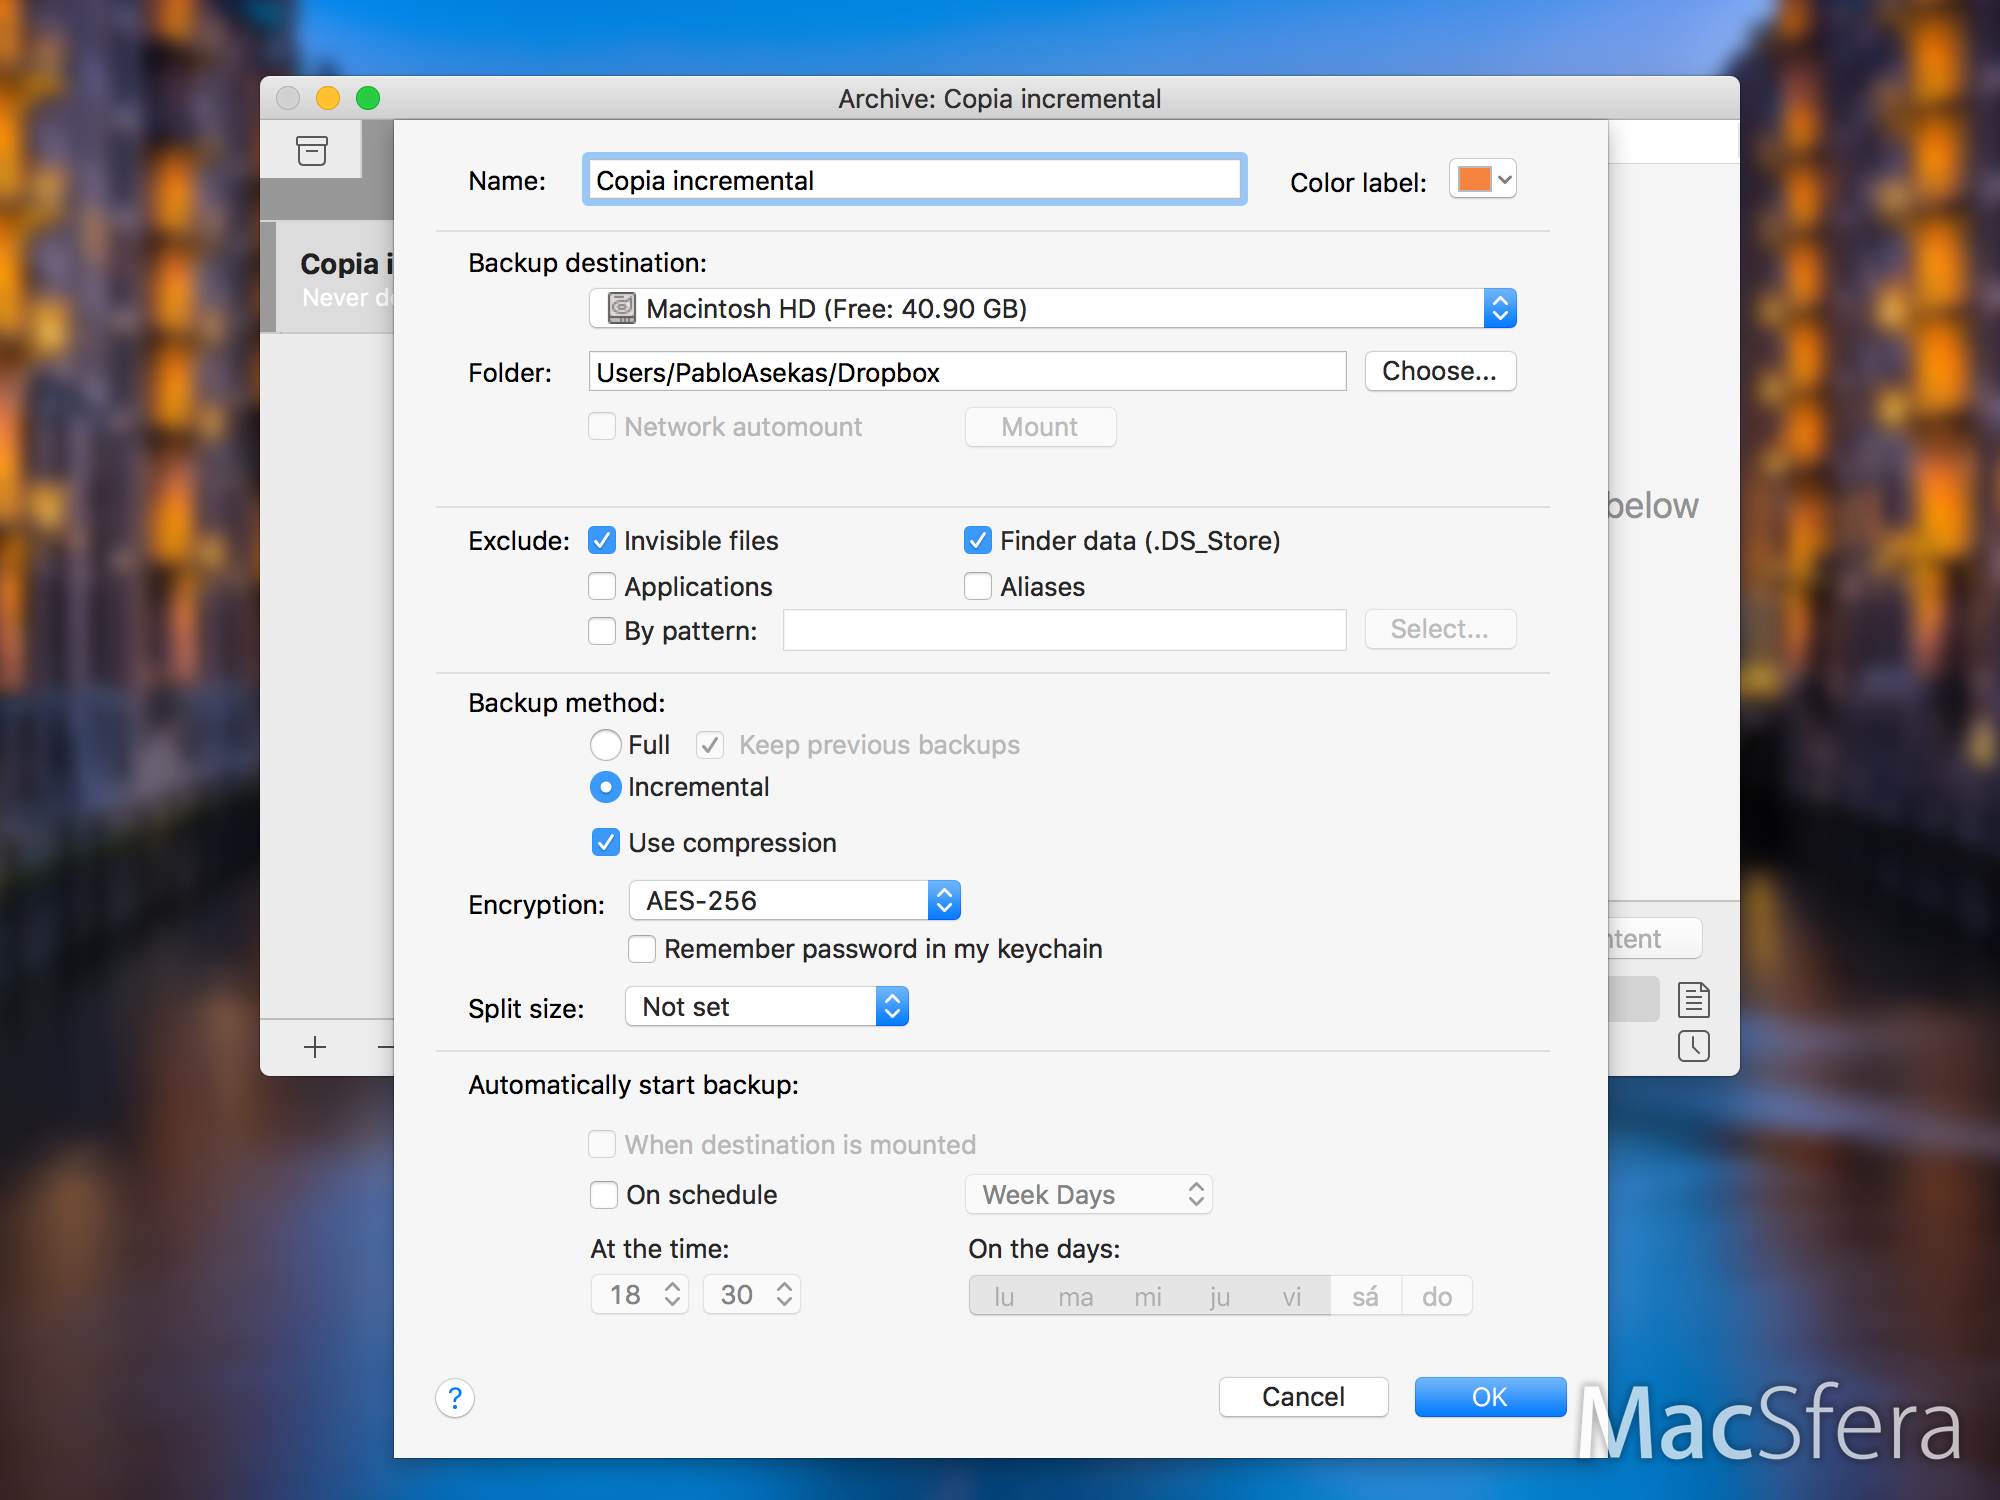 Archive: Copia incremental
Name: Copia incremental Color label:
Copia i
Never d
Backup destination:
Macintosh HD (Free: 40.90 GB)
Folder: Users/PabloAsekas/Dropbox Choose...
Network automount Mount
below
Exclude: Invisible files Finder data (.DS_Store)
Applications Aliases
By pattern: Select...
Backup method:
Full Keep previous backups
Incremental
Use compression
Encryption: AES-256
ntent
Remember password in my keychain
Split size: Not set
Automatically start backup:
When destination is mounted
On schedule Week Days
At the time: On the days:
18 30 lu ma mi ju vi sá do
? Cancel OK
MacSfera